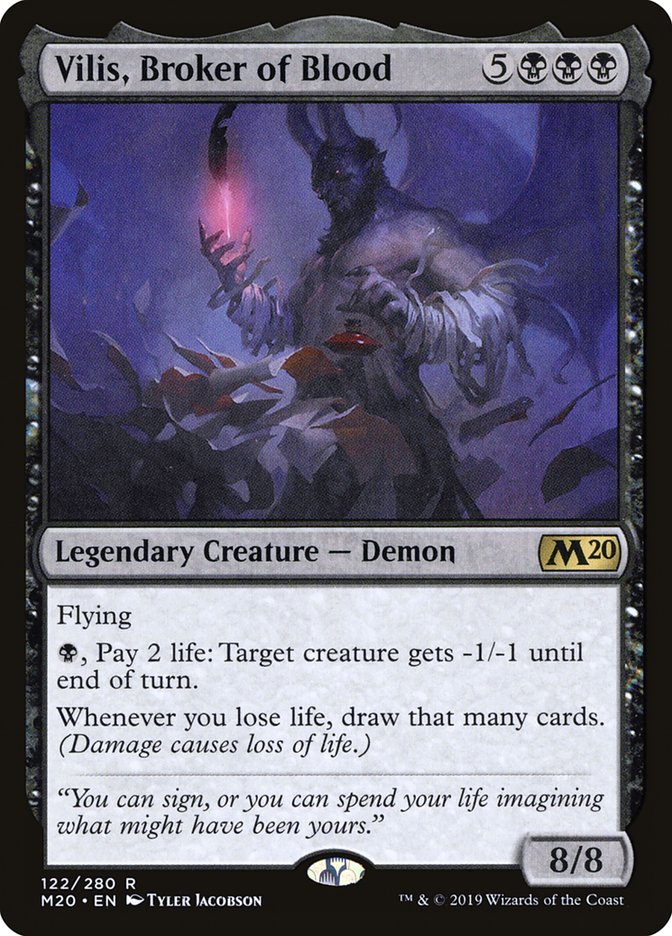 Vilis, Broker of Blood 5
Legendary Creature — Demon M20
Flying
, Pay 2 life: Target creature gets -1/-1 until
end of turn.
Whenever you lose life, draw that many cards.
(Damage causes loss of life.)
“You can sign, or you can spend your life imagining
what might have been yours.”
8/8
122/280 R
M20 • EN TYLER JACOBSON
™ & © 2019 Wizards of the Coast